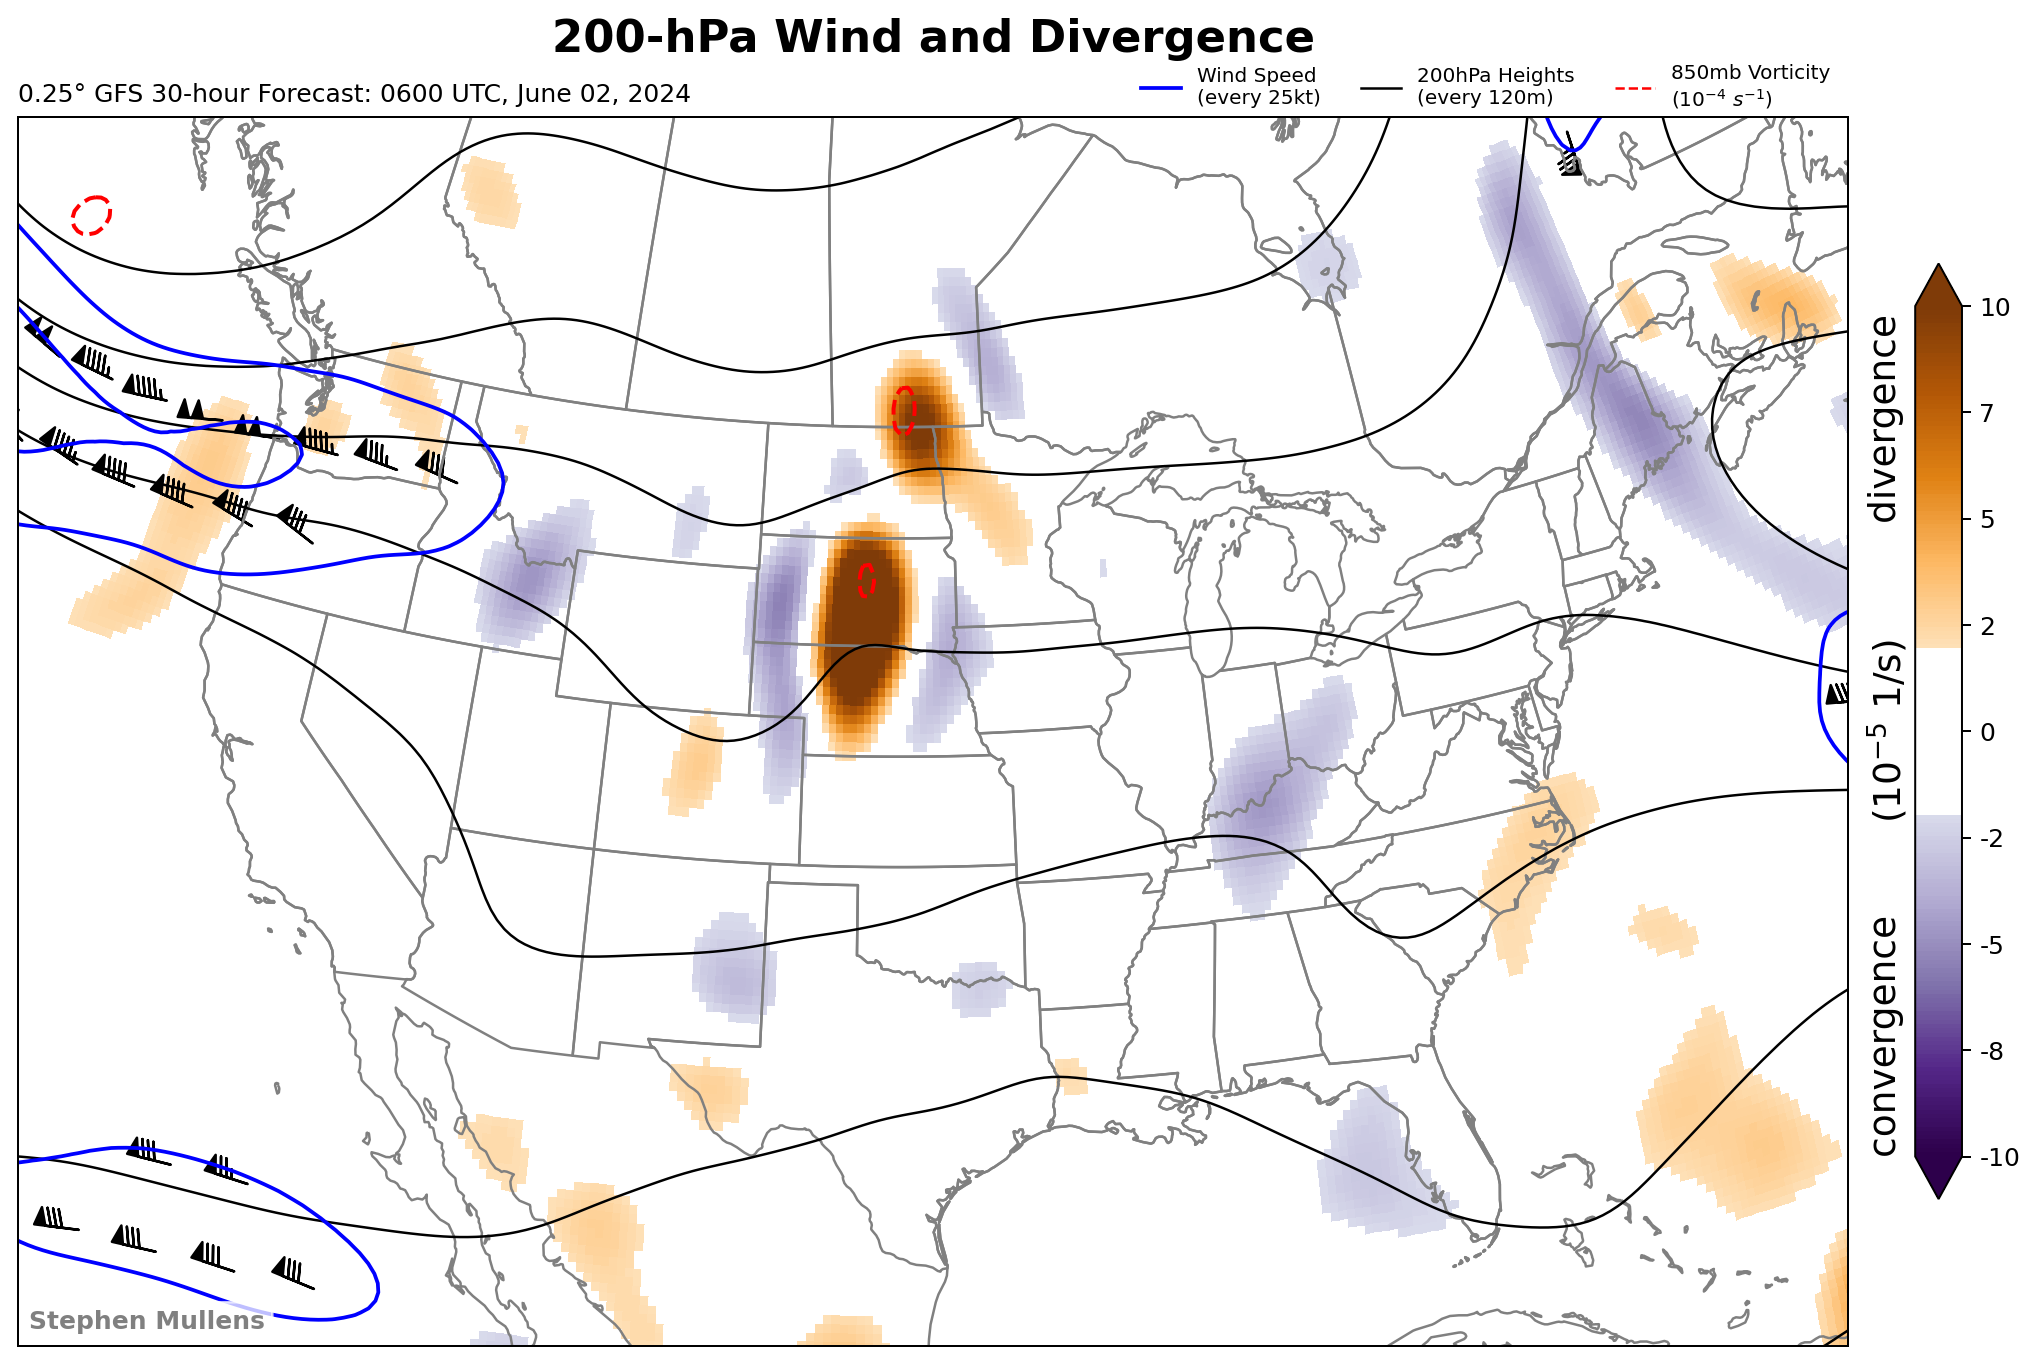 200-hPa Wind and Divergence
0.25° GFS 30-hour Forecast: 0600 UTC, June 02, 2024
Wind Speed
(every 25kt)
200hPa Heights
(every 120m)
850mb Vorticity
(10⁻⁴ s⁻¹)
10
7
5
2
0
-2
-5
-8
-10
convergence (10⁻⁵ 1/s) divergence
Stephen Mullens